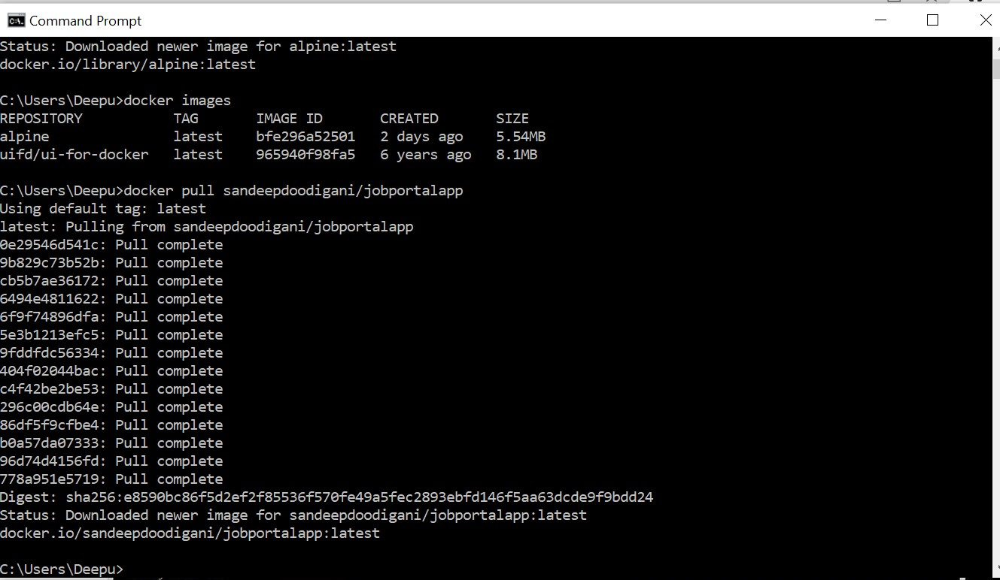 Command Prompt
Status: Downloaded newer image for alpine:latest
docker.io/library/alpine:latest
C:\Users\Deepu>docker images
REPOSITORY TAG IMAGE ID CREATED SIZE
alpine latest bfe296a52501 2 days ago 5.54MB
uifd/ui-for-docker latest 965940f98fa5 6 years ago 8.1MB
C:\Users\Deepu>docker pull sandeepdoodigani/jobportalapp
Using default tag: latest
latest: Pulling from sandeepdoodigani/jobportalapp
0e29546d541c: Pull complete
9b829c73b52b: Pull complete
cb5b7ae36172: Pull complete
6494e4811622: Pull complete
6f9f74896dfa: Pull complete
5e3b1213efc5: Pull complete
9fddfdc56334: Pull complete
404f02044bac: Pull complete
c4f42be2be53: Pull complete
296c00cdb64e: Pull complete
86df5f9cfbe4: Pull complete
b0a57da07333: Pull complete
96d74d4156fd: Pull complete
778a951e5719: Pull complete
Digest: sha256:e8590bc86f5d2ef2f85536f570fe49a5fec2893ebfd146f5aa63dcde9f9bdd24
Status: Downloaded newer image for sandeepdoodigani/jobportalapp:latest
docker.io/sandeepdoodigani/jobportalapp:latest
C:\Users\Deepu>